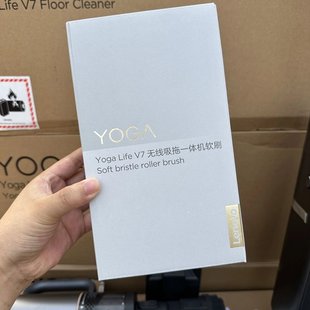 Life V7 Floor Cleaner
YOGA
Yoga Life V7 无线吸拖一体机软刷
Soft bristle roller brush
Lenovo
YOGA
Yoga Life